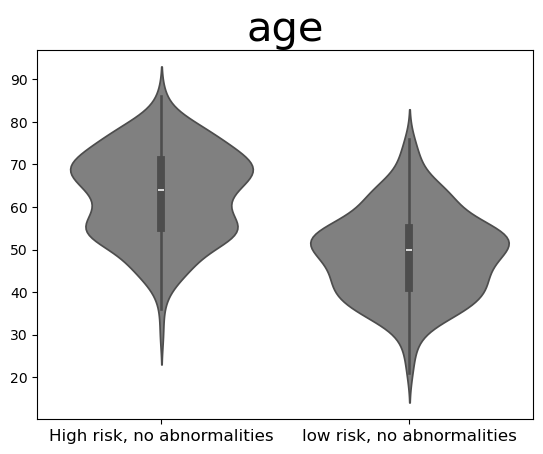 age
90
80
70
60
50
40
30
20
High risk, no abnormalities
low risk, no abnormalities